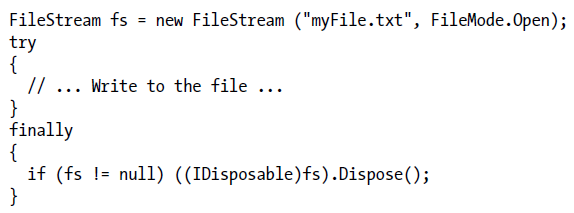 FileStream fs = new FileStream ("myFile.txt", FileMode.Open);
try
{
  // ... Write to the file ...
}
finally
{
  if (fs != null) ((IDisposable)fs).Dispose();
}